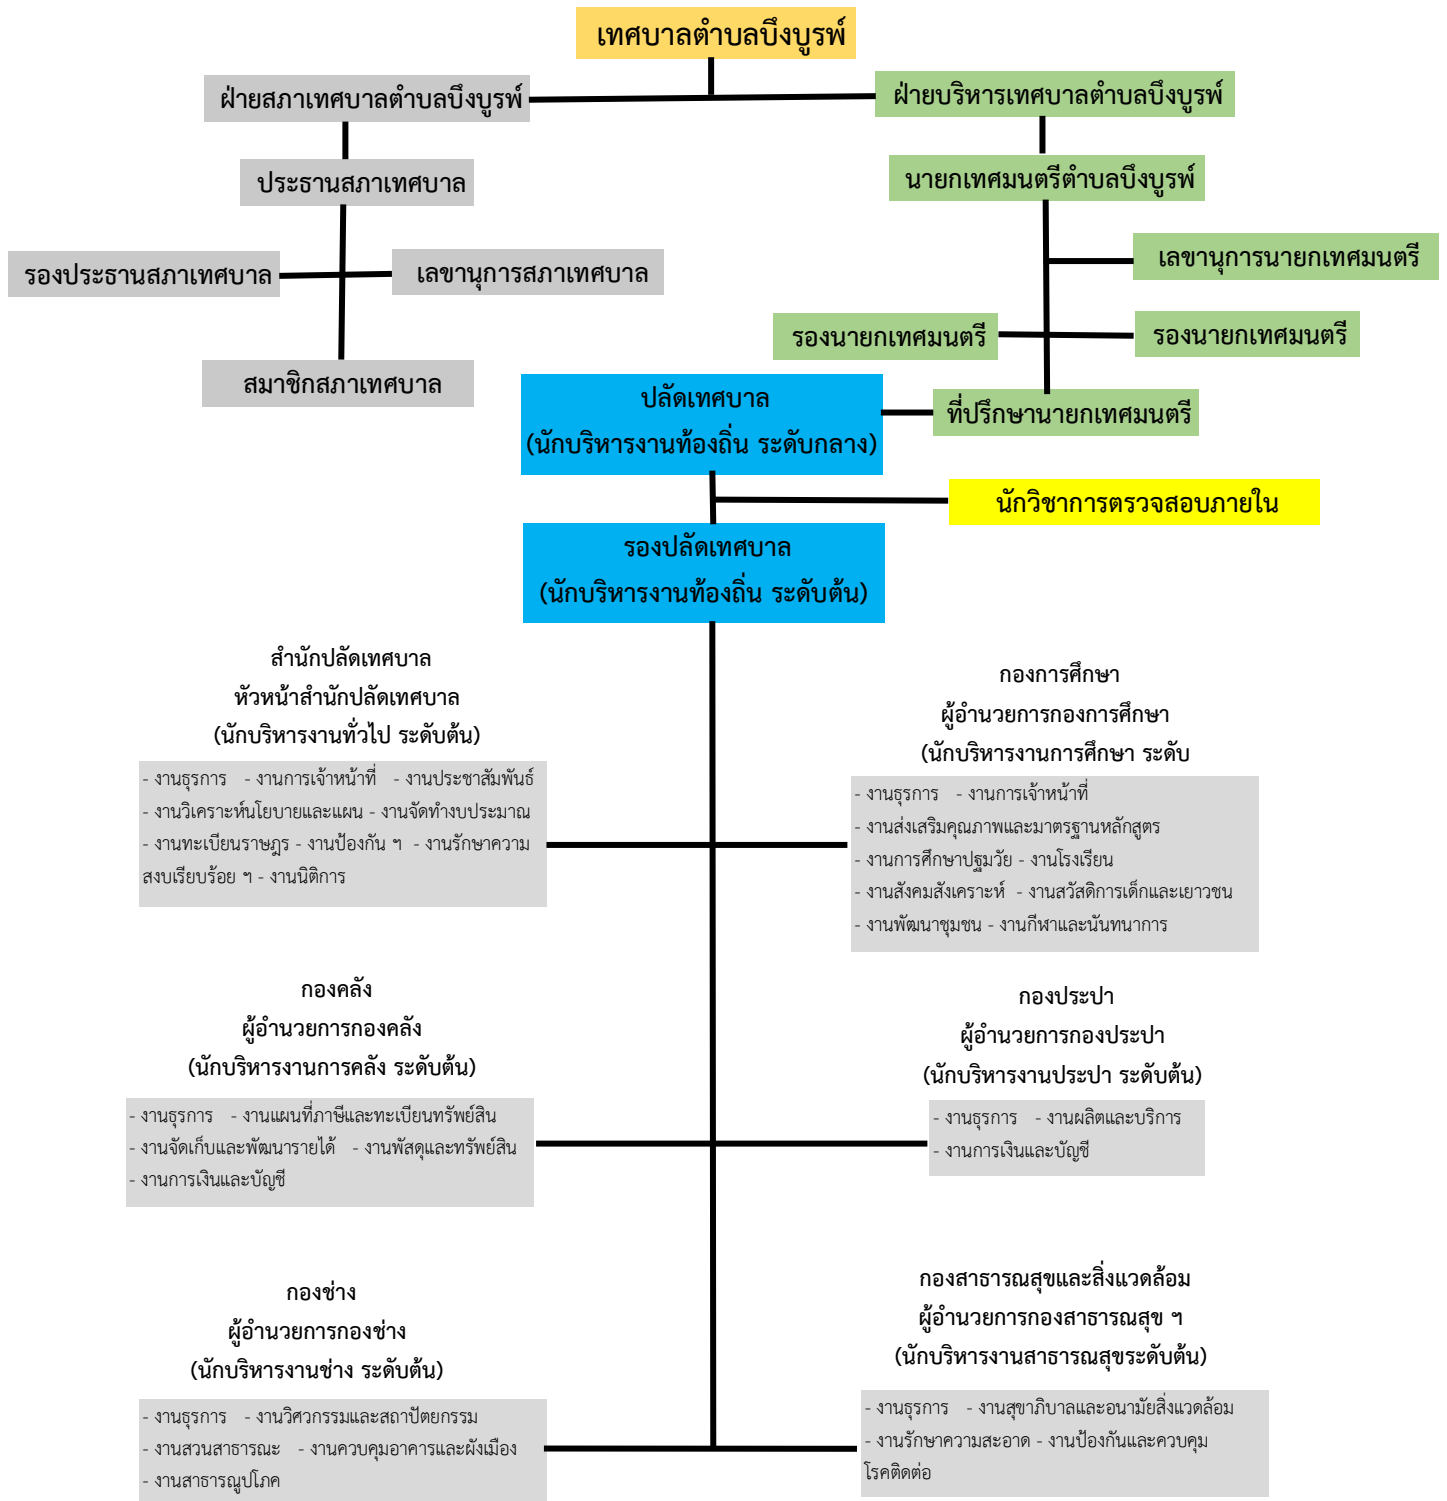 เทศบาลตำบลบึงบูรพ์
ฝ่ายสภาเทศบาลตำบลบึงบูรพ์
ฝ่ายบริหารเทศบาลตำบลบึงบูรพ์
ประธานสภาเทศบาล
นายกเทศมนตรีตำบลบึงบูรพ์
รองประธานสภาเทศบาล
เลขานุการสภาเทศบาล
เลขานุการนายกเทศมนตรี
รองนายกเทศมนตรี
รองนายกเทศมนตรี
สมาชิกสภาเทศบาล
ที่ปรึกษานายกเทศมนตรี
ปลัดเทศบาล
(นักบริหารงานท้องถิ่น ระดับกลาง)
นักวิชาการตรวจสอบภายใน
รองปลัดเทศบาล
(นักบริหารงานท้องถิ่น ระดับต้น)
สำนักปลัดเทศบาล
หัวหน้าสำนักปลัดเทศบาล
(นักบริหารงานทั่วไป ระดับต้น)
- งานธุรการ - งานการเจ้าหน้าที่ - งานประชาสัมพันธ์
- งานวิเคราะห์นโยบายและแผน - งานจัดทำงบประมาณ
- งานทะเบียนราษฎร - งานป้องกัน ฯ - งานรักษาความ
สงบเรียบร้อย ฯ - งานนิติการ
กองการศึกษา
ผู้อำนวยการกองการศึกษา
(นักบริหารงานการศึกษา ระดับ
- งานธุรการ - งานการเจ้าหน้าที่
- งานส่งเสริมคุณภาพและมาตรฐานหลักสูตร
- งานการศึกษาปฐมวัย - งานโรงเรียน
- งานสังคมสังเคราะห์ - งานสวัสดิการเด็กและเยาวชน
- งานพัฒนาชุมชน - งานกีฬาและนันทนาการ
กองคลัง
ผู้อำนวยการกองคลัง
(นักบริหารงานการคลัง ระดับต้น)
- งานธุรการ - งานแผนที่ภาษีและทะเบียนทรัพย์สิน
- งานจัดเก็บและพัฒนารายได้ - งานพัสดุและทรัพย์สิน
- งานการเงินและบัญชี
กองประปา
ผู้อำนวยการกองประปา
(นักบริหารงานประปา ระดับต้น)
- งานธุรการ - งานผลิตและบริการ
- งานการเงินและบัญชี
กองช่าง
ผู้อำนวยการกองช่าง
(นักบริหารงานช่าง ระดับต้น)
- งานธุรการ - งานวิศวกรรมและสถาปัตยกรรม
- งานสวนสาธารณะ - งานควบคุมอาคารและผังเมือง
- งานสาธารณูปโภค
กองสาธารณสุขและสิ่งแวดล้อม
ผู้อำนวยการกองสาธารณสุข ฯ
(นักบริหารงานสาธารณสุขระดับต้น)
- งานธุรการ - งานสุขาภิบาลและอนามัยสิ่งแวดล้อม
- งานรักษาความสะอาด - งานป้องกันและควบคุม
โรคติดต่อ